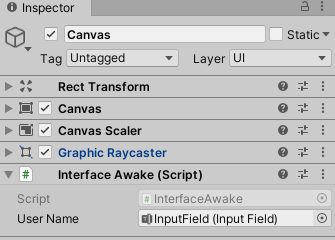 Inspector
Canvas
Static
Tag Untagged Layer UI
Rect Transform
Canvas
Canvas Scaler
Graphic Raycaster
# Interface Awake (Script)
Script # InterfaceAwake
User Name InputField (Input Field)